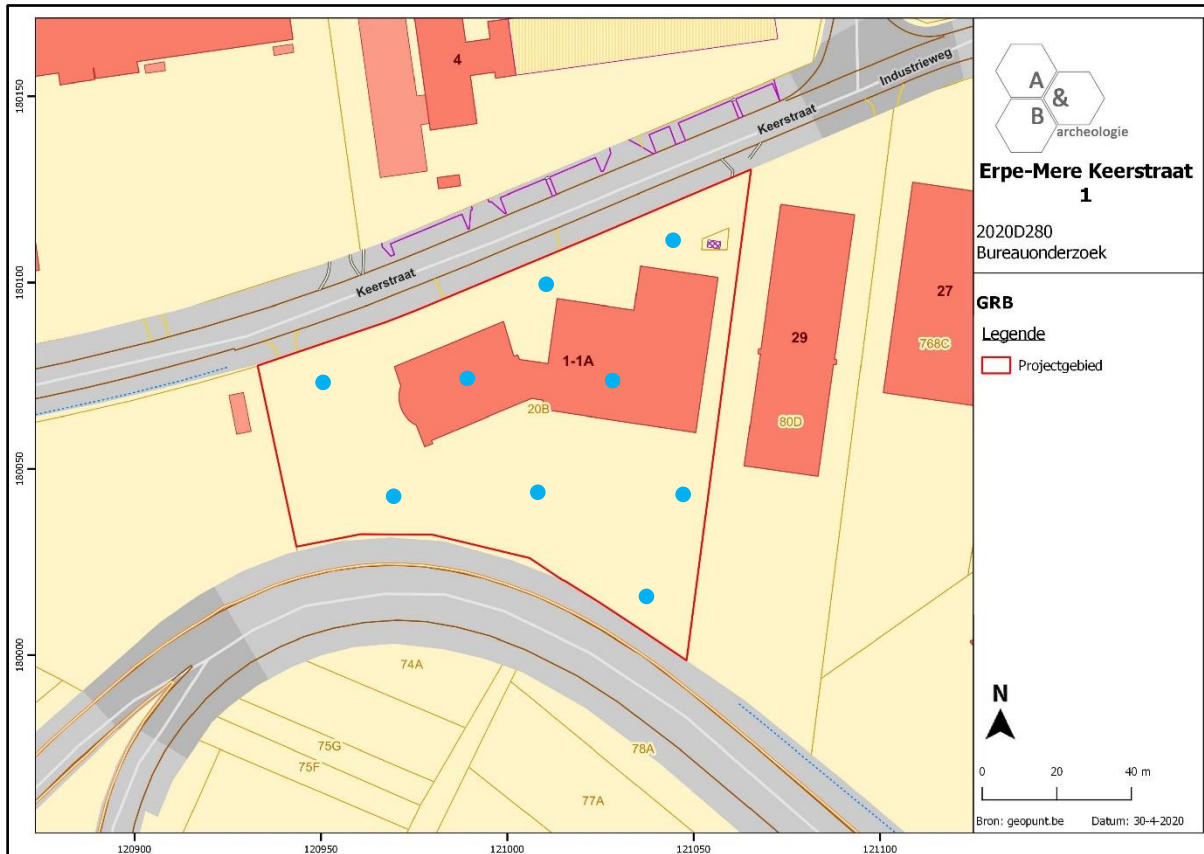 4
Industrieweg
Keerstraat
180150
180100
180050
180000
Keerstraat
1-1A
20B
29
80D
27
768C
74A
75G
75F
78A
77A
120900
120950
121000
121050
121100
A
&
B
archeologie
Erpe-Mere Keerstraat
1
2020D280
Bureauonderzoek
GRB
Legende
Projectgebied
N
0 20 40 m
Bron: geopunt.be Datum: 30-4-2020